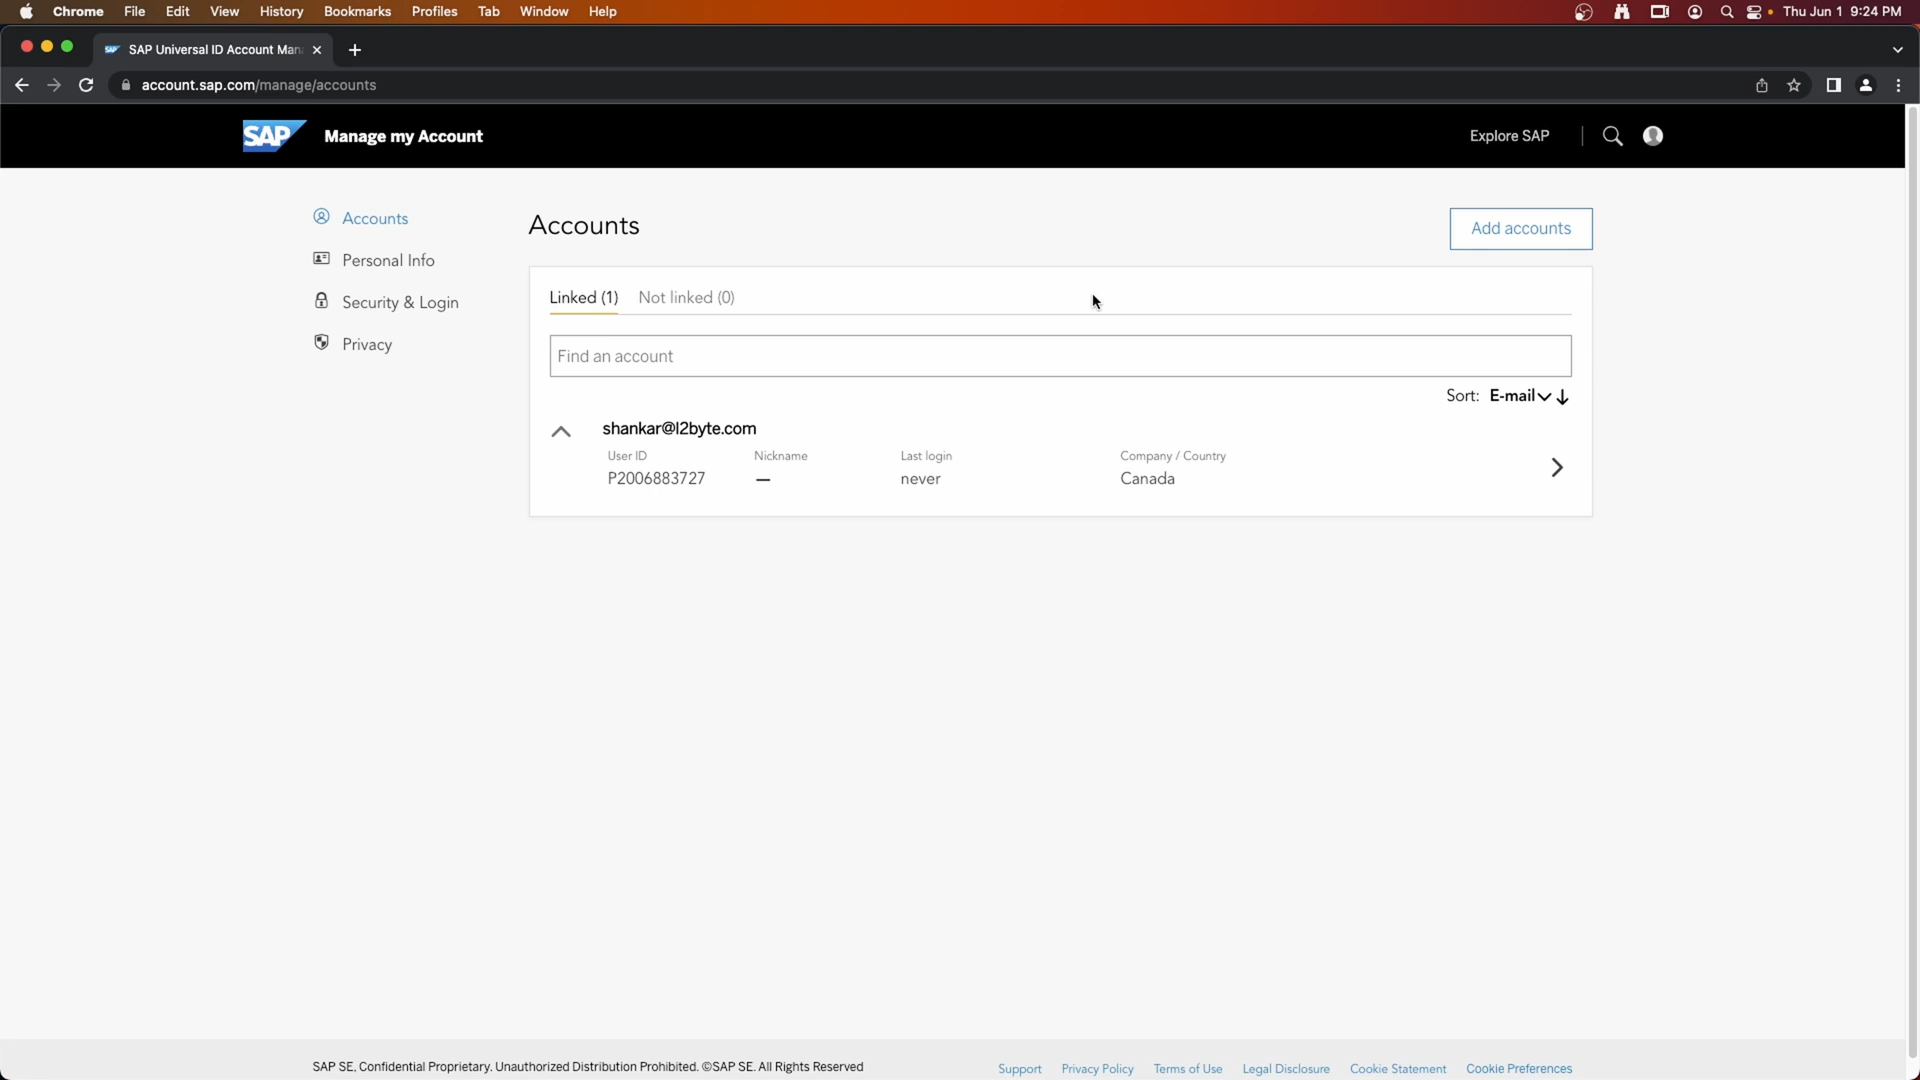 Chrome File Edit View History Bookmarks Profiles Tab Window Help Thu Jun 1 9:24 PM
SAP SAP Universal ID Account Man
account.sap.com/manage/accounts
SAP Manage my Account Explore SAP
Accounts
Personal Info
Security & Login
Privacy
Accounts
Add accounts
Linked (1) Not linked (0)
Find an account
Sort: E-mail
shankar@l2byte.com
User ID Nickname Last login Company / Country
P2006883727 — never Canada
SAP SE. Confidential Proprietary. Unauthorized Distribution Prohibited. ©SAP SE. All Rights Reserved
Support Privacy Policy Terms of Use Legal Disclosure Cookie Statement Cookie Preferences